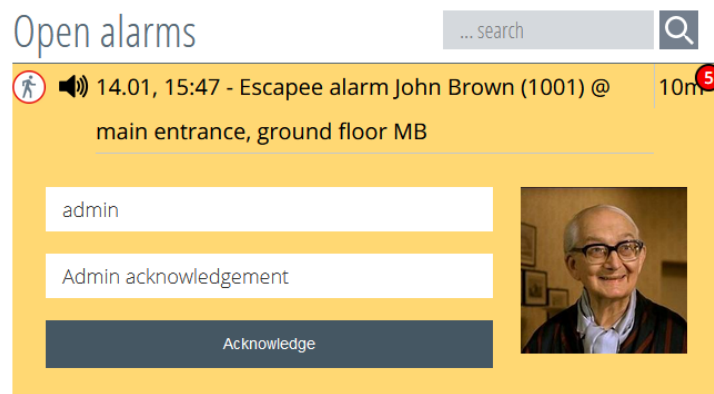 Open alarms
... search
14.01, 15:47 - Escapee alarm John Brown (1001) @
main entrance, ground floor MB
10m
5
admin
Admin acknowledgement
Acknowledge